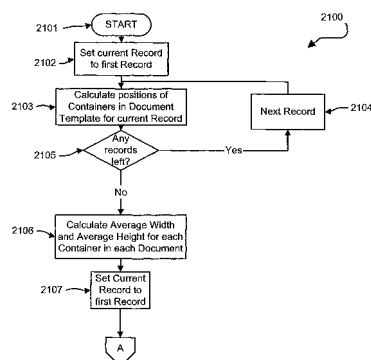 2100
2101
START
2102
Set current Record
to first Record
2103
Calculate positions of
Containers in Document
Template for current Record
Next Record
2104
2105
Any
records
left?
Yes
No
2106
Calculate Average Width
and Average Height for each
Container in each Document
2107
Set Current
Record to
first Record
A